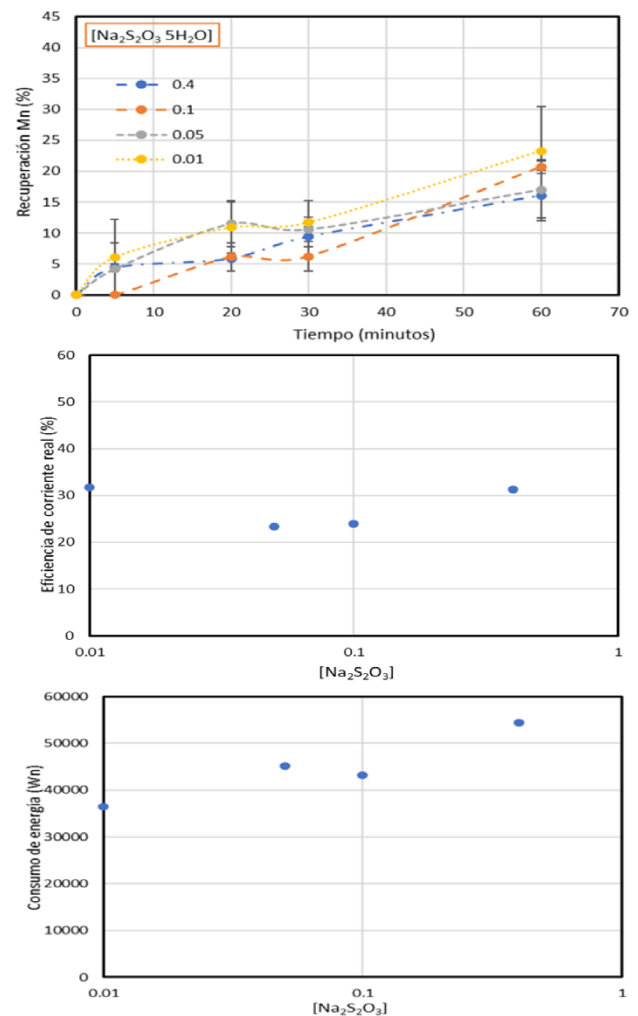 [Na₂S₂O₃ 5H₂O]
0.4
0.1
0.05
0.01
Recuperación Mn (%)
45
40
35
30
25
20
15
10
5
0
0 10 20 30 40 50 60 70
Tiempo (minutos)
Eficiencia de corriente real (%)
60
50
40
30
20
10
0
0.01 0.1 1
[Na₂S₂O₃]
Consumo de energía (Wn)
60000
50000
40000
30000
20000
10000
0
0.01 0.1 1
[Na₂S₂O₃]